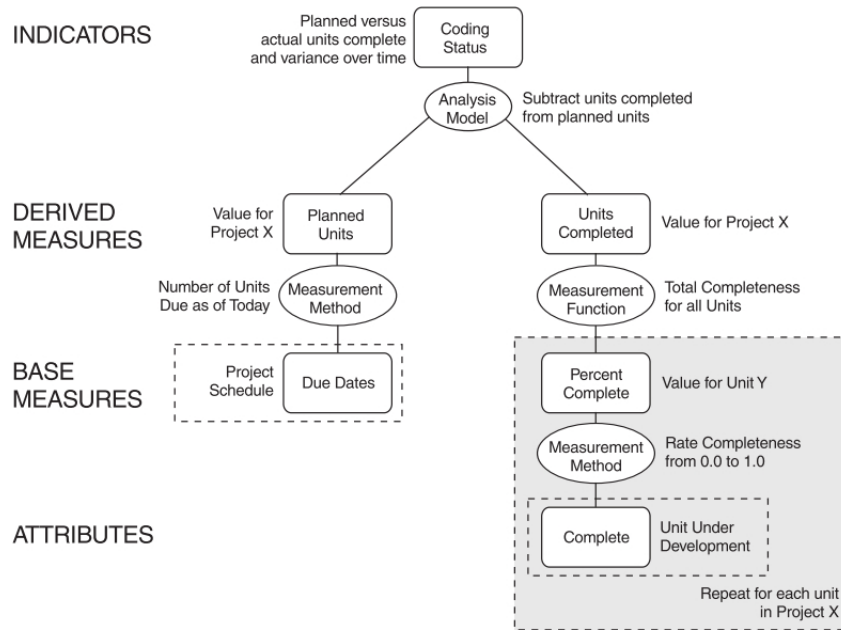 INDICATORS
Planned versus
actual units complete
and variance over time
Coding
Status
Analysis
Model
Subtract units completed
from planned units
DERIVED
MEASURES
Value for
Project X
Planned
Units
Units
Completed
Value for Project X
Number of Units
Due as of Today
Measurement
Method
Measurement
Function
Total Completeness
for all Units
BASE
MEASURES
Project
Schedule
Due Dates
Percent
Complete
Value for Unit Y
Measurement
Method
Rate Completeness
from 0.0 to 1.0
ATTRIBUTES
Complete
Unit Under
Development
Repeat for each unit
in Project X